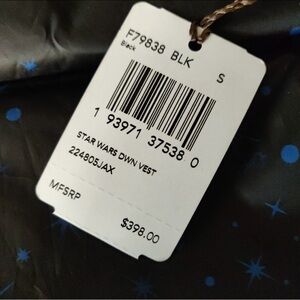 F79838 BLK S
Black
1 93971 37538 0
STAR WARS DWN VEST
224805JAX
MFSRP
$398.00